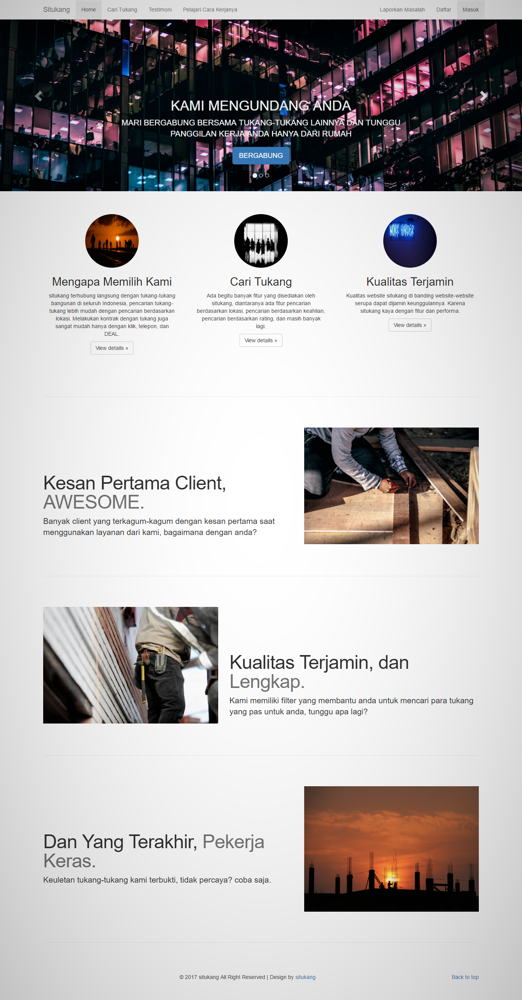 Situkang Home Cari Tukang Testimoni Pelajari Cara Kerjanya Laporkan Masalah Daftar Masuk
KAMI MENGUNDANG ANDA
MARI BERGABUNG BERSAMA TUKANG-TUKANG LAINNYA DAN TUNGGU
PANGGILAN KERJA ANDA HANYA DARI RUMAH
BERGABUNG
WORK HARDER
Mengapa Memilih Kami
situkang terhubung langsung dengan tukang-tukang
bangunan di seluruh Indonesia, pencarian tukang-
tukang lebih mudah dengan pencarian berdasarkan
lokasi. Melakukan kontrak dengan tukang juga
sangat mudah hanya dengan klik, telepon, dan
DEAL.
View details »
Cari Tukang
Ada begitu banyak fitur yang disediakan oleh
situkang, diantaranya ada fitur pencarian
berdasarkan lokasi, pencarian berdasarkan keahlian,
pencarian berdasarkan rating, dan masih banyak
lagi.
View details »
Kualitas Terjamin
Kualitas website situkang di banding website-website
serupa dapat dijamin keunggulannya. Karena
situkang kaya dengan fitur dan performa.
View details »
Kesan Pertama Client,
AWESOME.
Banyak client yang terkagum-kagum dengan kesan pertama saat
menggunakan layanan dari kami, bagaimana dengan anda?
Kualitas Terjamin, dan
Lengkap.
Kami memiliki filter yang membantu anda untuk mencari para tukang
yang pas untuk anda, tunggu apa lagi?
Dan Yang Terakhir, Pekerja
Keras.
Keuletan tukang-tukang kami terbukti, tidak percaya? coba saja.
© 2017 situkang All Right Reserved | Design by situkang
Back to top